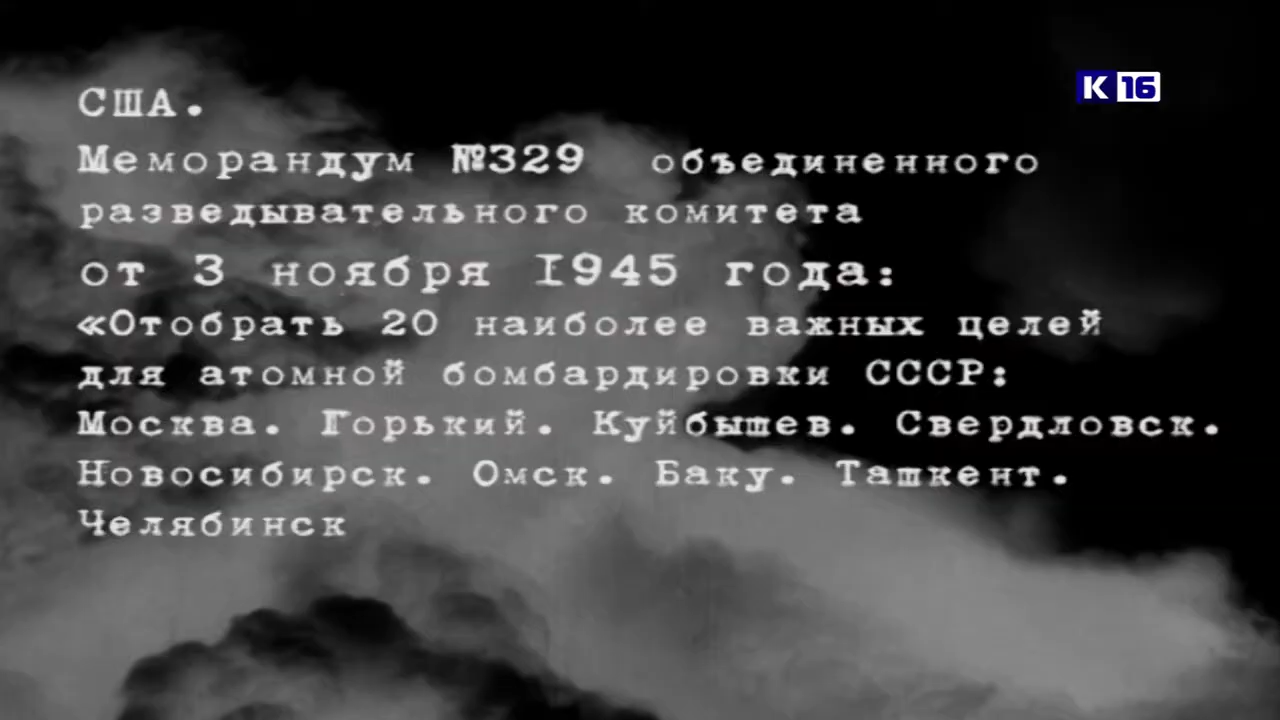 К 16
США.
Меморандум №329 объединенного
разведывательного комитета
от 3 ноября 1945 года:
«Отобрать 20 наиболее важных целей
для атомной бомбардировки СССР:
Москва. Горький. Куйбышев. Свердловск.
Новосибирск. Омск. Баку. Ташкент.
Челябинск